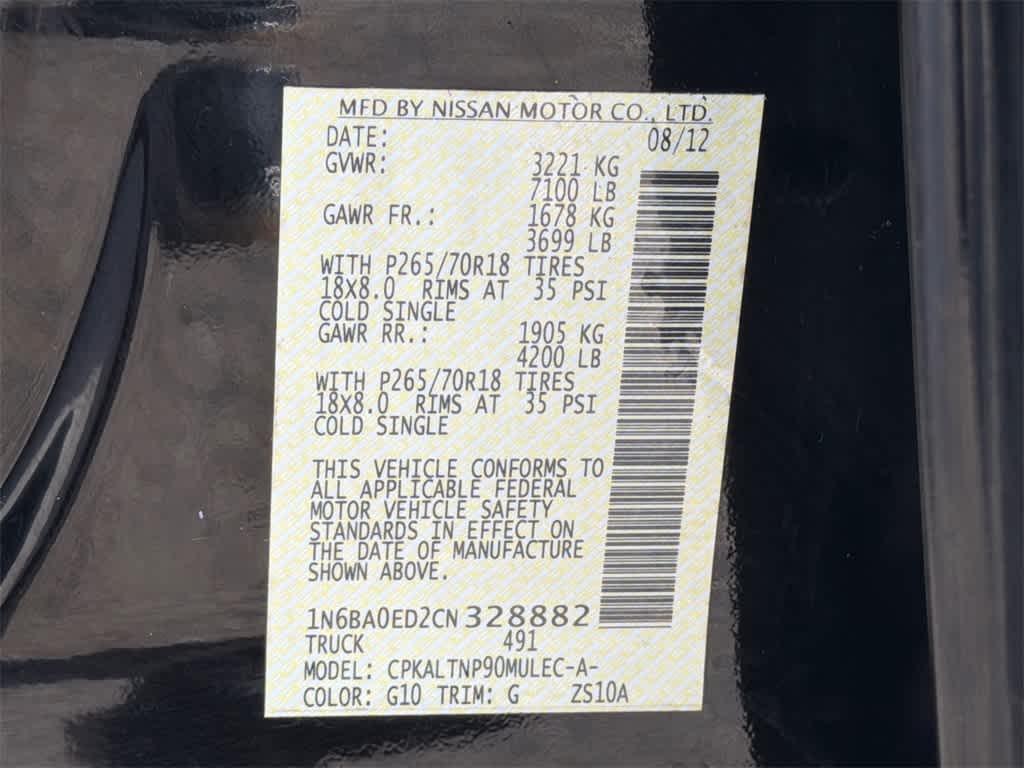 MFD BY NISSAN MOTOR CO., LTD.
DATE: 08/12
GVWR: 3221 KG
7100 LB
GAWR FR.: 1678 KG
3699 LB
WITH P265/70R18 TIRES
18X8.0 RIMS AT 35 PSI
COLD SINGLE
GAWR RR.: 1905 KG
4200 LB
WITH P265/70R18 TIRES
18X8.0 RIMS AT 35 PSI
COLD SINGLE
THIS VEHICLE CONFORMS TO
ALL APPLICABLE FEDERAL
MOTOR VEHICLE SAFETY
STANDARDS IN EFFECT ON
THE DATE OF MANUFACTURE
SHOWN ABOVE.
1N6BA0ED2CN328882
TRUCK 491
MODEL: CPKALTNP90MULEC-A-
COLOR: G10 TRIM: G ZS10A